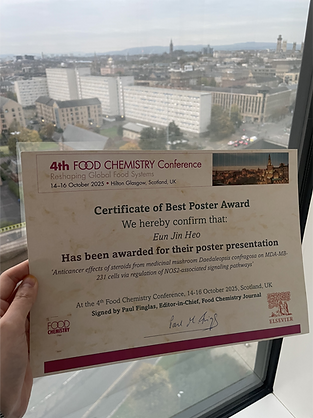 4th FOOD CHEMISTRY Conference
Reshaping Global Food Systems
14-16 October 2025 • Hilton Glasgow, Scotland, UK
Certificate of Best Poster Award
We hereby confirm that:
Eun Jin Heo
Has been awarded for their poster presentation
'Anticancer effects of steroids from medicinal mushroom Daedaleopsis confragosa on MDA-MB-
231 cells via regulation of NOS2-associated signaling pathways'
At the 4th Food Chemistry Conference, 14-16 October 2025, Scotland, UK
Signed by Paul Finglas, Editor-in-Chief, Food Chemistry Journal
FOOD
CHEMISTRY
ELSEVIER